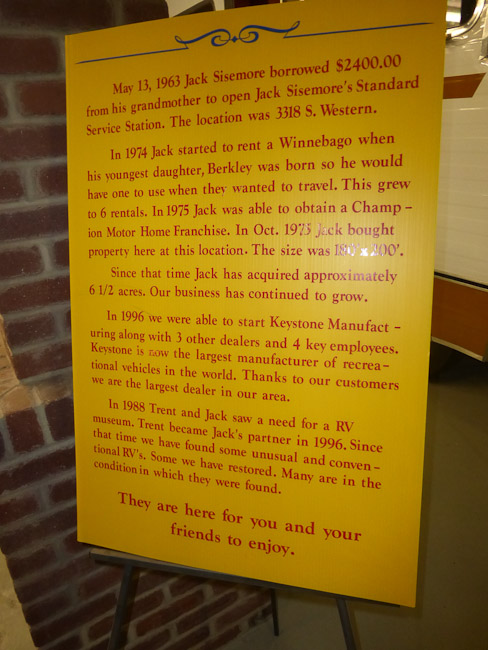 May 13, 1963 Jack Sisemore borrowed $2400.00
from his grandmother to open Jack Sisemore's Standard
Service Station. The location was 3318 S. Western.
In 1974 Jack started to rent a Winnebago when
his youngest daughter, Berkley was born so he would
have one to use when they wanted to travel. This grew
to 6 rentals. In 1975 Jack was able to obtain a Champ -
ion Motor Home Franchise. In Oct. 1975 Jack bought
property here at this location. The size was
Since that time Jack has acquired approximately
6 1/2 acres. Our business has continued to grow.
In 1996 we were able to start Keystone Manufact -
uring along with 3 other dealers and 4 key employees.
Keystone is now the largest manufacturer of recrea-
tional vehicles in the world. Thanks to our customers
we are the largest dealer in our area.
In 1988 Trent and Jack saw a need for a RV
museum. Trent became Jack's partner in 1996. Since
that time we have found some unusual and conven-
tional RV's. Some we have restored. Many are in the
condition in which they were found.
They are here for you and your
friends to enjoy.